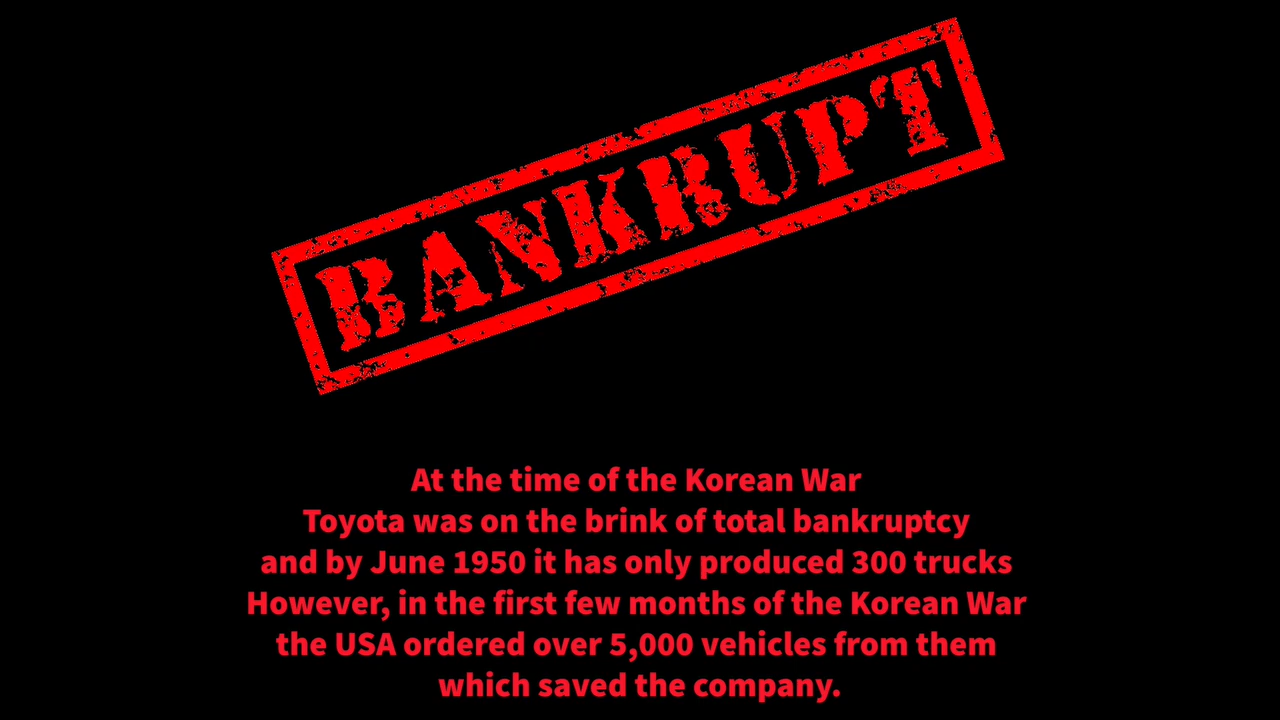 BANKRUPT
At the time of the Korean War
Toyota was on the brink of total bankruptcy
and by June 1950 it has only produced 300 trucks
However, in the first few months of the Korean War
the USA ordered over 5,000 vehicles from them
which saved the company.